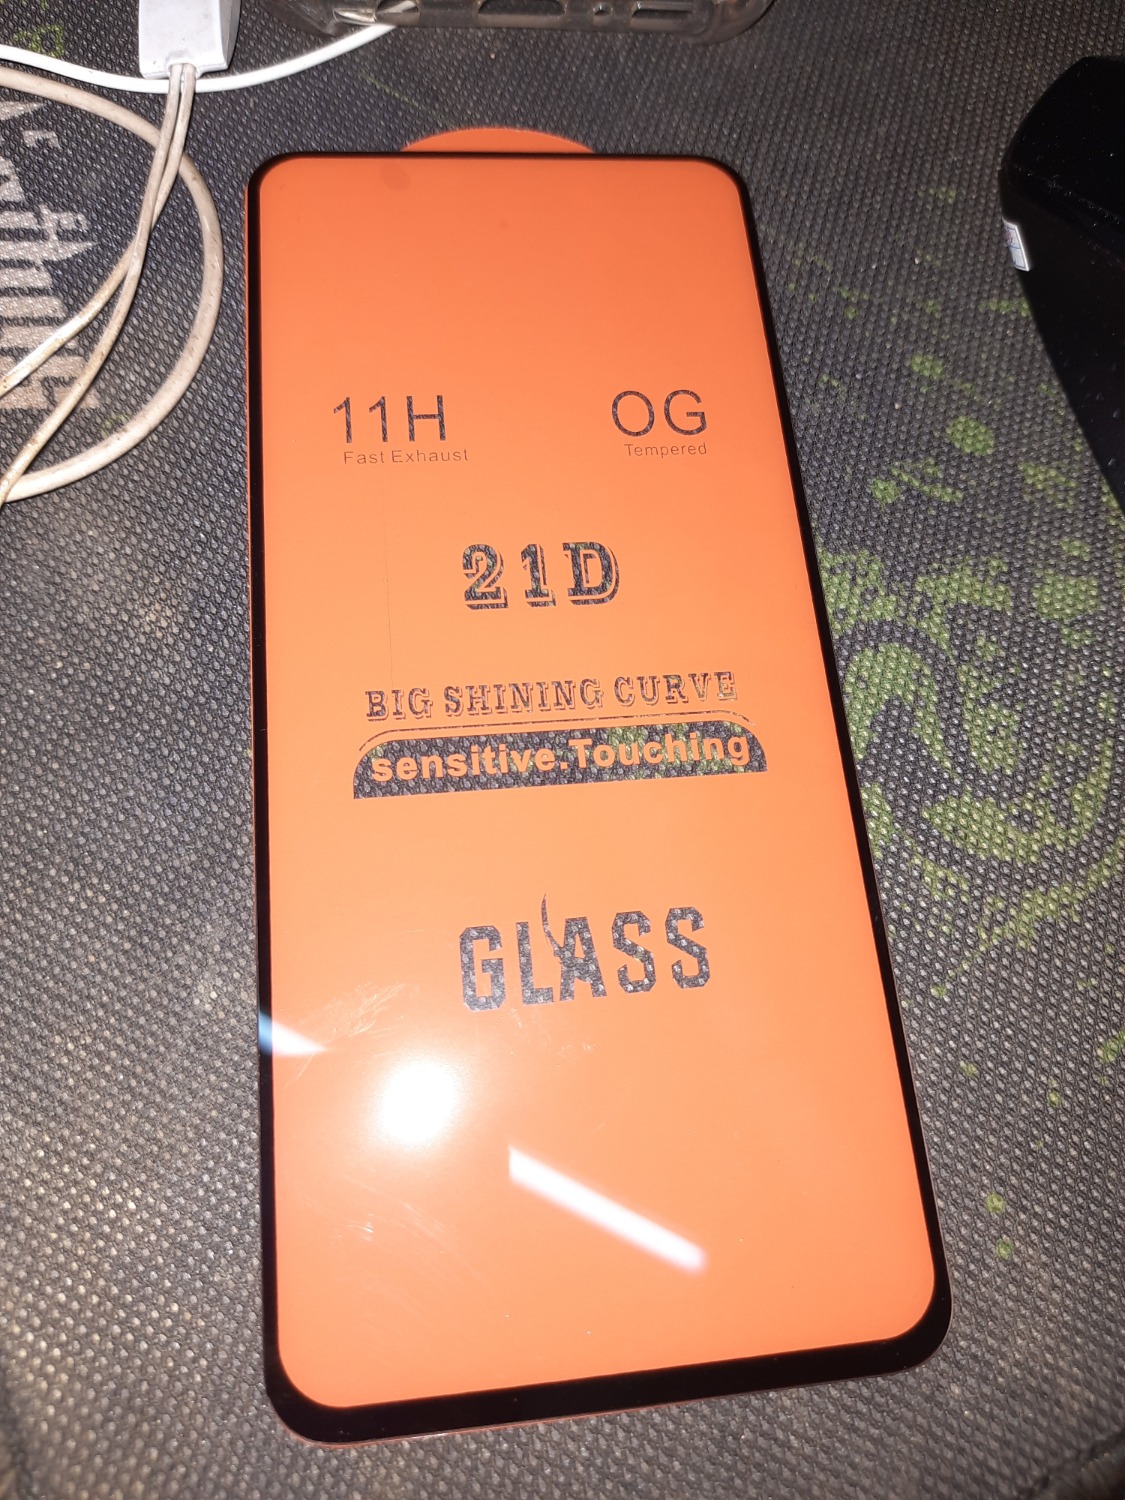 11H
Fast Exhaust
OG
Tempered
21D
BIG SHINING CURVE
sensitive.Touching
GLASS